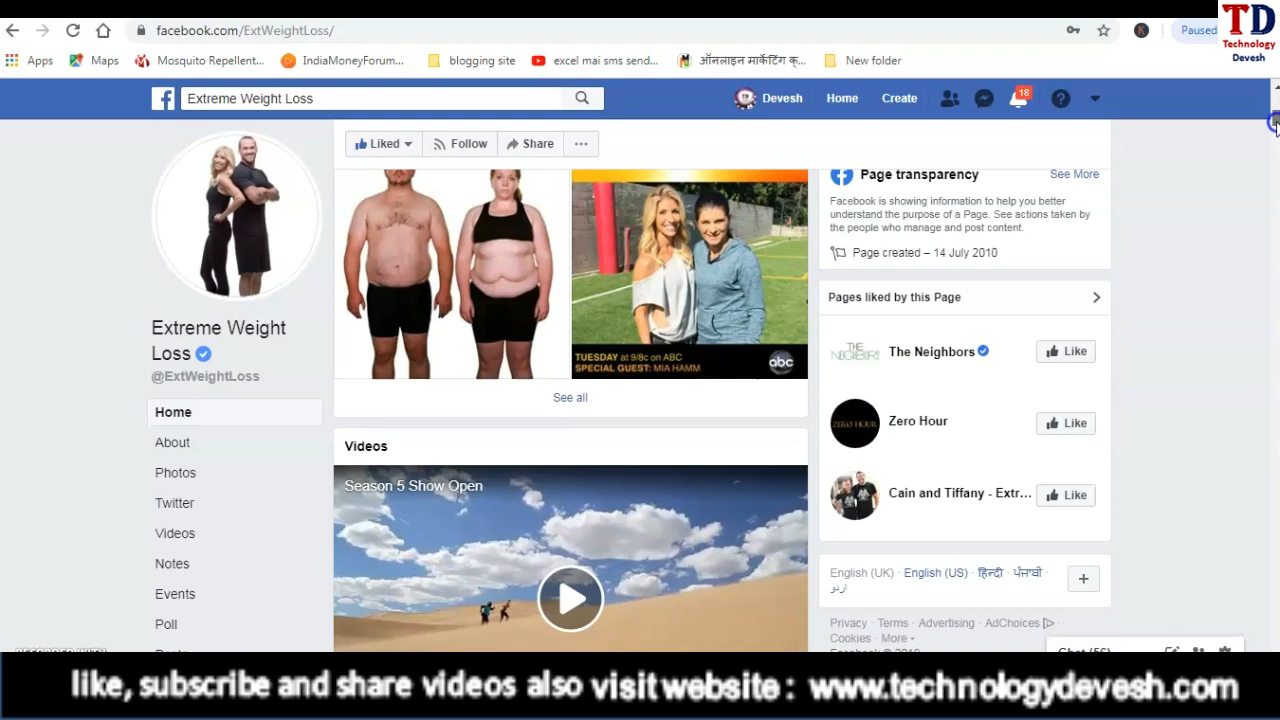 facebook.com/ExtWeightLoss/
Paused
TD
Technology
Devesh
Apps
Maps
Mosquito Repellent...
IndiaMoneyForum...
blogging site
excel mai sms send...
ऑनलाइन मार्केटिंग क्...
New folder
Extreme Weight Loss
Devesh
Home
Create
18
Liked
Follow
Share
Page transparency
See More
Facebook is showing information to help you better
understand the purpose of a Page. See actions taken by
the people who manage and post content.
Page created – 14 July 2010
TUESDAY at 9/8c on ABC
SPECIAL GUEST: MIA HAMM
abc
See all
Pages liked by this Page
THE NEIGHBORS
The Neighbors
Like
ZERO HOUR
Zero Hour
Like
Cain and Tiffany - Extr...
Like
Extreme Weight
Loss
@ExtWeightLoss
Home
About
Photos
Twitter
Videos
Notes
Events
Poll
Videos
Season 5 Show Open
English (UK) · English (US) · हिन्दी · ਪੰਜਾਬੀ ·
اردو
Privacy · Terms · Advertising · AdChoices ·
Cookies · More
Chat (56)
like, subscribe and share videos also visit website : www.technologydevesh.com